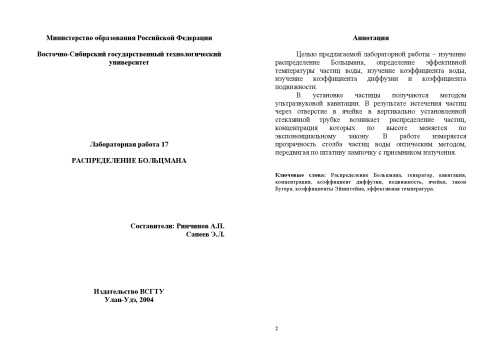 Министерство образования Российской Федерации
Восточно-Сибирский государственный технологический
университет
Лабораторная работа 17
РАСПРЕДЕЛЕНИЕ БОЛЬЦМАНА
Составители: Ринчинов А.П.
Санеев Э.Л.
Издательство ВСГТУ
Улан-Удэ, 2004
Аннотация
Целью предлагаемой лабораторной работы – изучение
распределение Больцмана, определение эффективной
температуры частиц воды, изучение коэффициента воды,
изучение коэффициента диффузии и коэффициента
подвижности.
В установке частицы получаются методом
ультразвуковой кавитации. В результате истечения частиц
через отверстие в ячейке в вертикально установленной
стеклянной трубке возникает распределение частиц,
концентрация которых по высоте меняется по
экспоненциальному закону. В работе измеряется
прозрачность столба частиц воды оптическим методом,
передвигая по штативу лампочку с приемником излучения.
Ключевые слова: Распределение Больцмана, генератор, кавитация,
концентрация, коэффициент диффузии, подвижность, ячейка, закон
Бугера, коэффициенты Эйнштейна, эффективная температура.
2